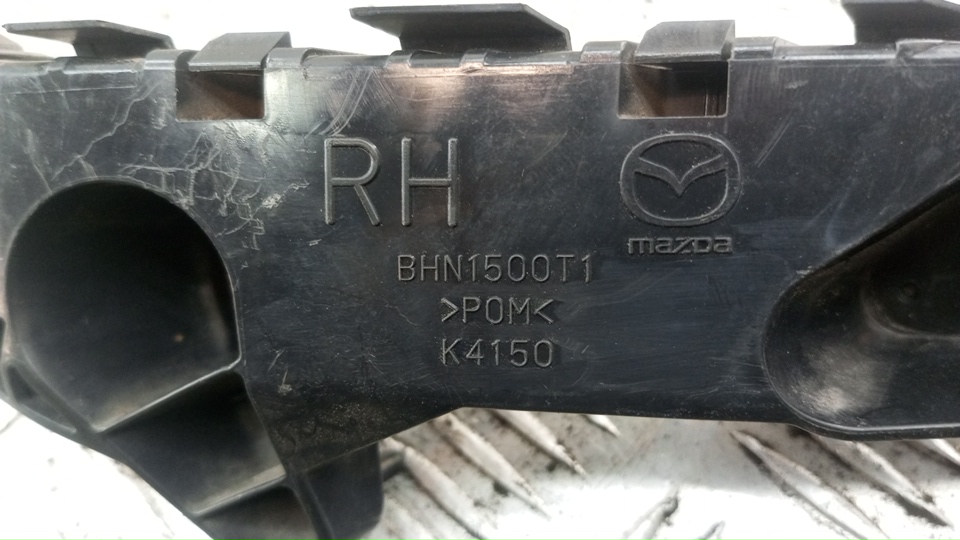 RH
mazda
BHN1500T1
>POM<
K4150